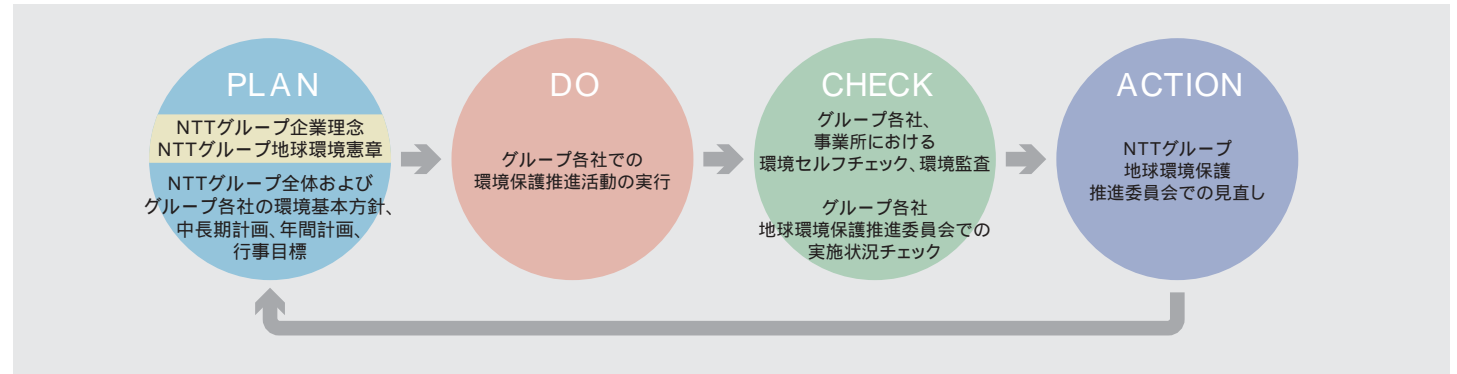 PLAN
NTTグループ企業理念
NTTグループ地球環境憲章
NTTグループ全体および
グループ各社の環境基本方針、
中長期計画、年間計画、
行事目標
DO
グループ各社での
環境保護推進活動の実行
CHECK
グループ各社、
事業所における
環境セルフチェック、環境監査
グループ各社
地球環境保護推進委員会での
実施状況チェック
ACTION
NTTグループ
地球環境保護
推進委員会での見直し